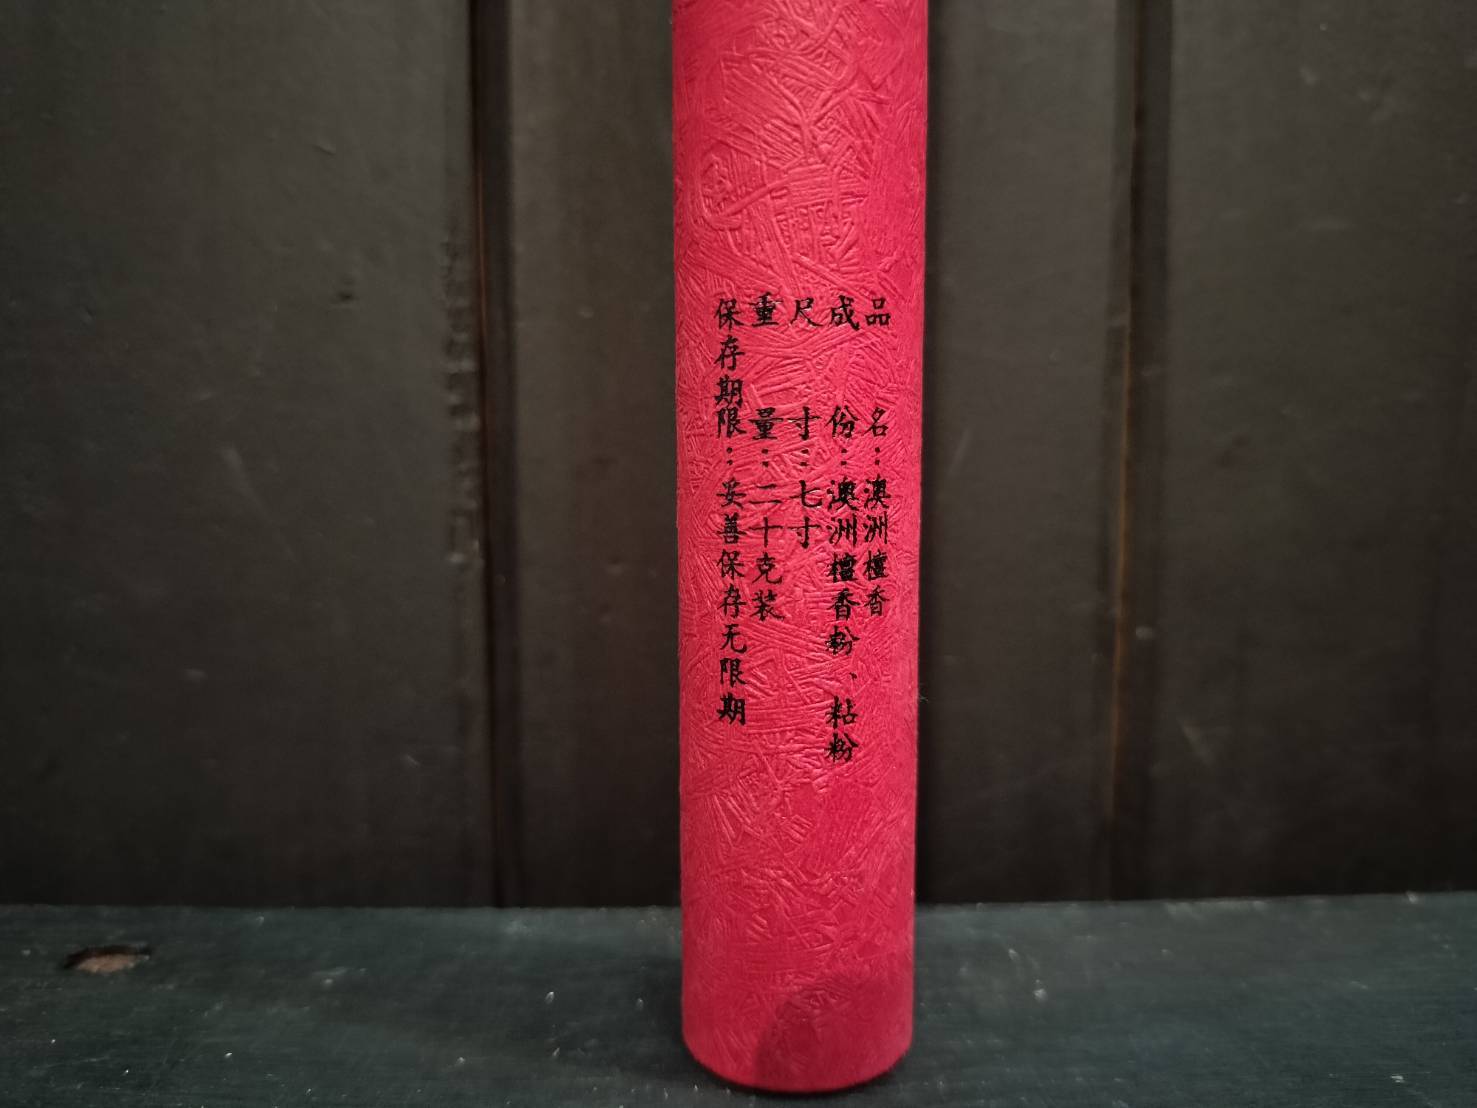 品名：澳洲檀香
成份：澳洲檀香粉、粘粉
尺寸：七寸
重量：二十克装
保存期限：妥善保存无限期